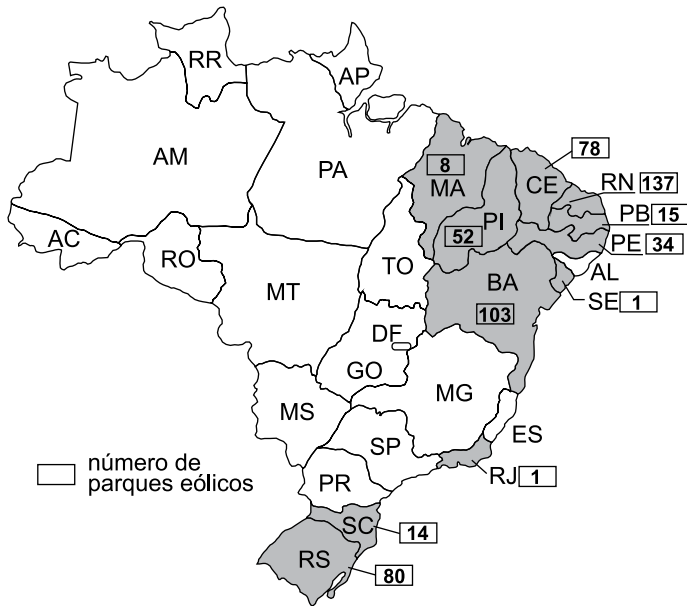 RR
AP
AM
PA
8
MA
CE
78
RN 137
PB 15
PE 34
AL
SE 1
PI
52
AC
RO
TO
MT
BA
103
DF
GO
MG
MS
ES
SP
RJ 1
PR
número de
parques eólicos
SC
14
RS
80